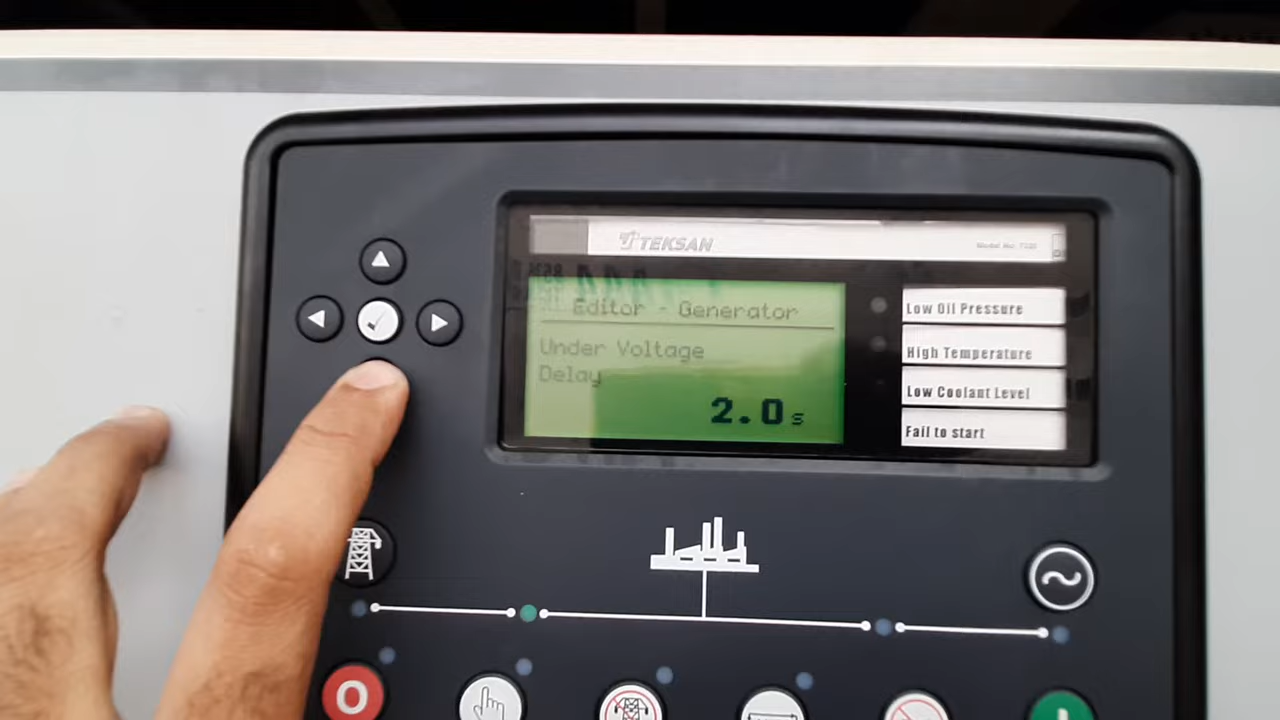 TEKSAN
Editor - Generator
Under Voltage
Delay
2.0s
Low Oil Pressure
High Temperature
Low Coolant Level
Fail to start